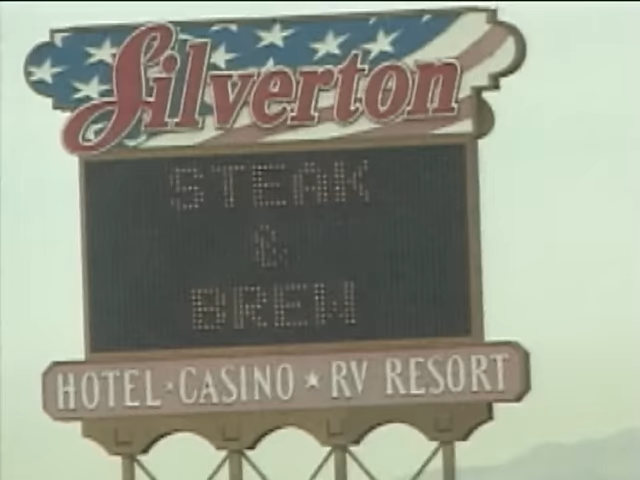 Silverton
STEAK
&
BREW
HOTEL · CASINO ★ RV RESORT